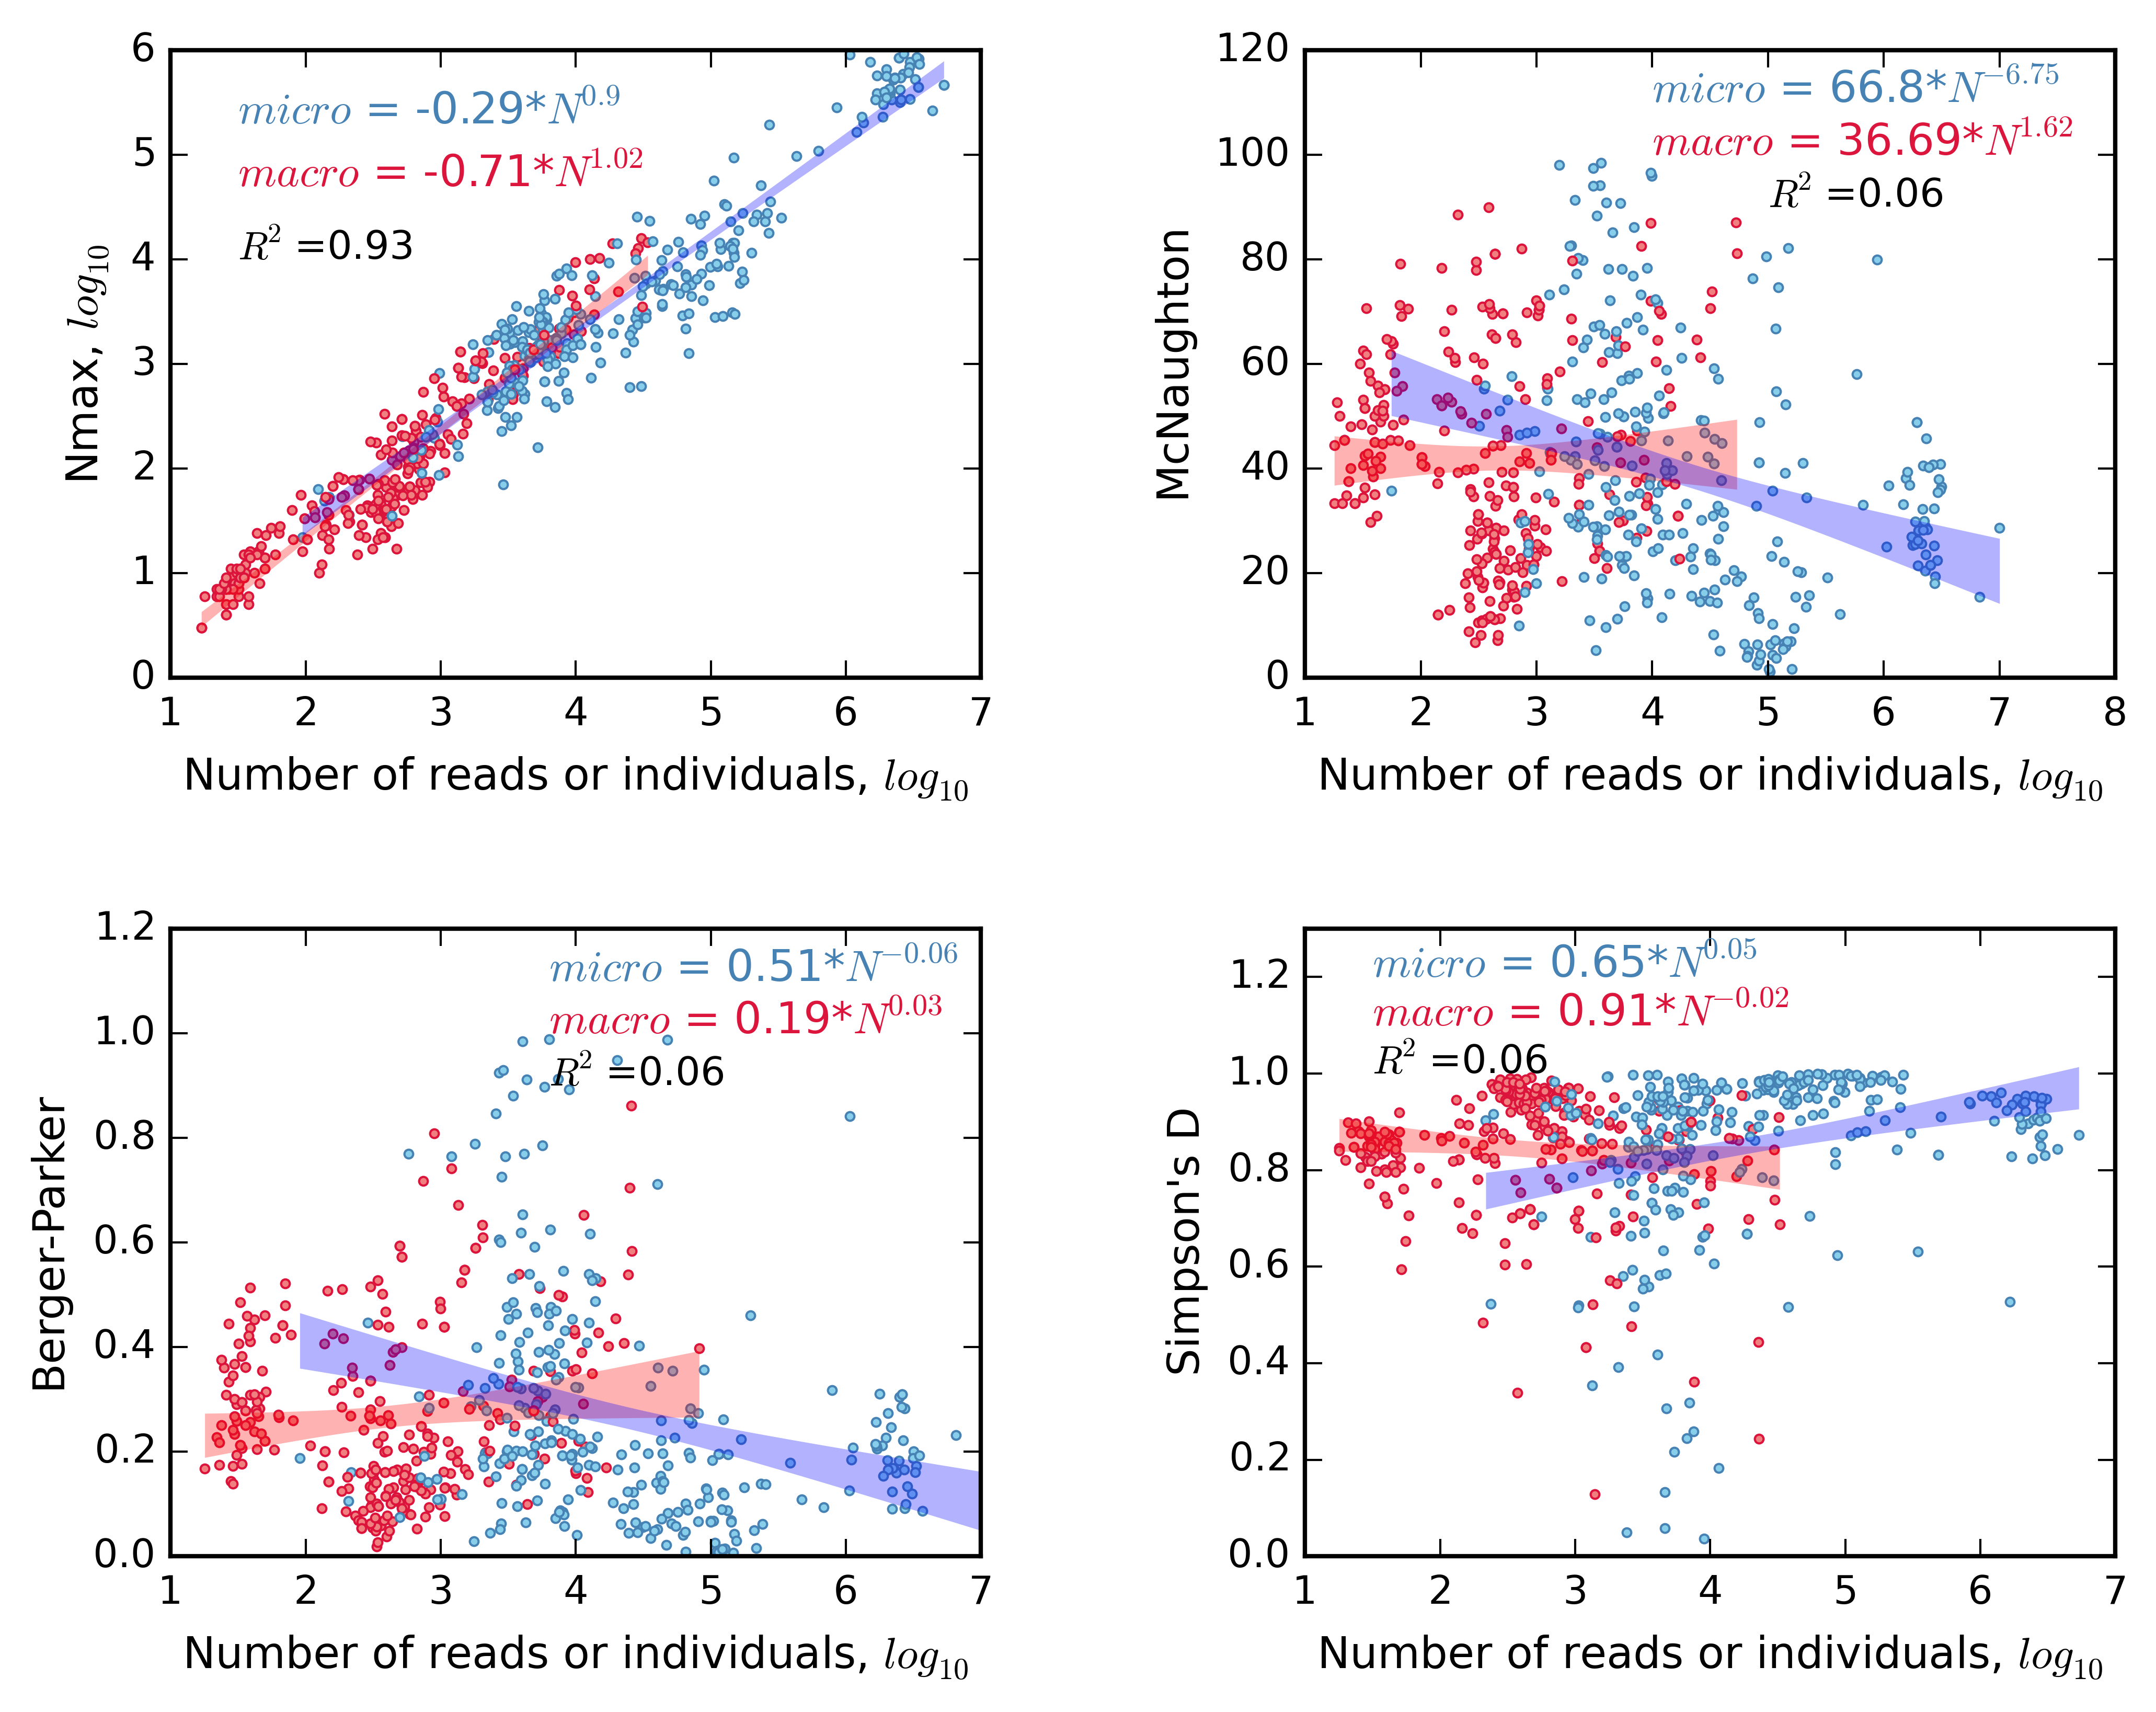 6
5
4
3
2
1
0
Nmax, log₁₀
micro = -0.29*N^0.9
macro = -0.71*N^1.02
R² =0.93
1 2 3 4 5 6 7
Number of reads or individuals, log₁₀
120
100
80
60
40
20
0
McNaughton
micro = 66.8*N^−6.75
macro = 36.69*N^1.62
R² =0.06
1 2 3 4 5 6 7 8
Number of reads or individuals, log₁₀
1.2
1.0
0.8
0.6
0.4
0.2
0.0
Berger-Parker
micro = 0.51*N^−0.06
macro = 0.19*N^0.03
R² =0.06
1 2 3 4 5 6 7
Number of reads or individuals, log₁₀
1.2
1.0
0.8
0.6
0.4
0.2
0.0
Simpson's D
micro = 0.65*N^0.05
macro = 0.91*N^−0.02
R² =0.06
1 2 3 4 5 6 7
Number of reads or individuals, log₁₀